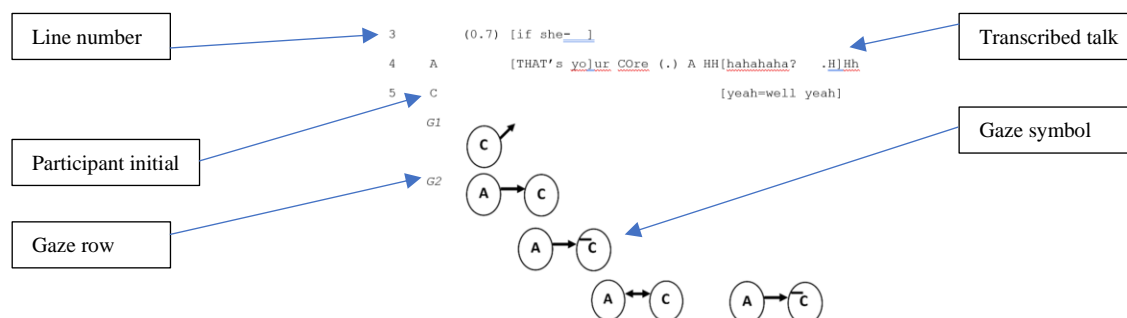 Line number
3 (0.7) [if she- ]
Transcribed talk
4 A [THAT's yo]ur COre (.) A HH[hahahaha? .H]Hh
5 C [yeah=well yeah]
G1
C
Participant initial
Gaze symbol
G2
A C
Gaze row
A C
A C A C